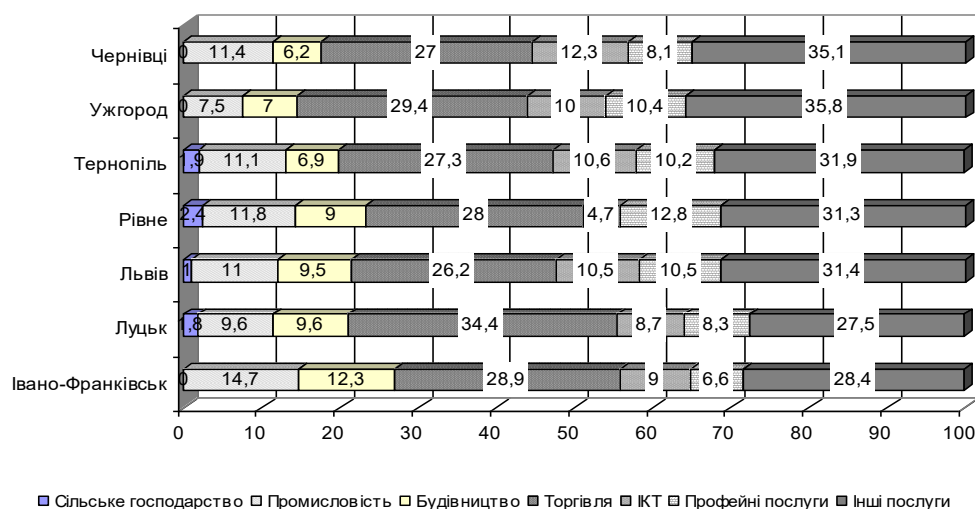 Чернівці 0 11,4 6,2 27 12,3 8,1 35,1
Ужгород 0 7,5 7 29,4 10 10,4 35,8
Тернопіль 1,9 11,1 6,9 27,3 10,6 10,2 31,9
Рівне 2,4 11,8 9 28 4,7 12,8 31,3
Львів 1 11 9,5 26,2 10,5 10,5 31,4
Луцьк 1,8 9,6 9,6 34,4 8,7 8,3 27,5
Івано-Франківськ 0 14,7 12,3 28,9 9 6,6 28,4
0 10 20 30 40 50 60 70 80 90 100
Сільське господарство Промисловість Будівництво Торгівля ІКТ Профейні послуги Інші послуги